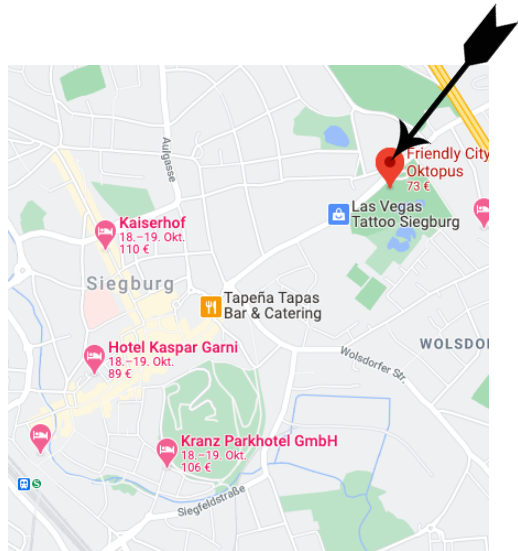 Friendly City
Oktopus
73 €
Aulgasse
Las Vegas
Tattoo Siegburg
Kaiserhof
18.–19. Okt.
110 €
Siegburg
Tapeña Tapas
Bar & Catering
WOLSDO
Hotel Kaspar Garni
18.–19. Okt.
89 €
Wolsdorfer Str.
Kranz Parkhotel GmbH
18.–19. Okt.
106 €
S
Siegfeldstraße